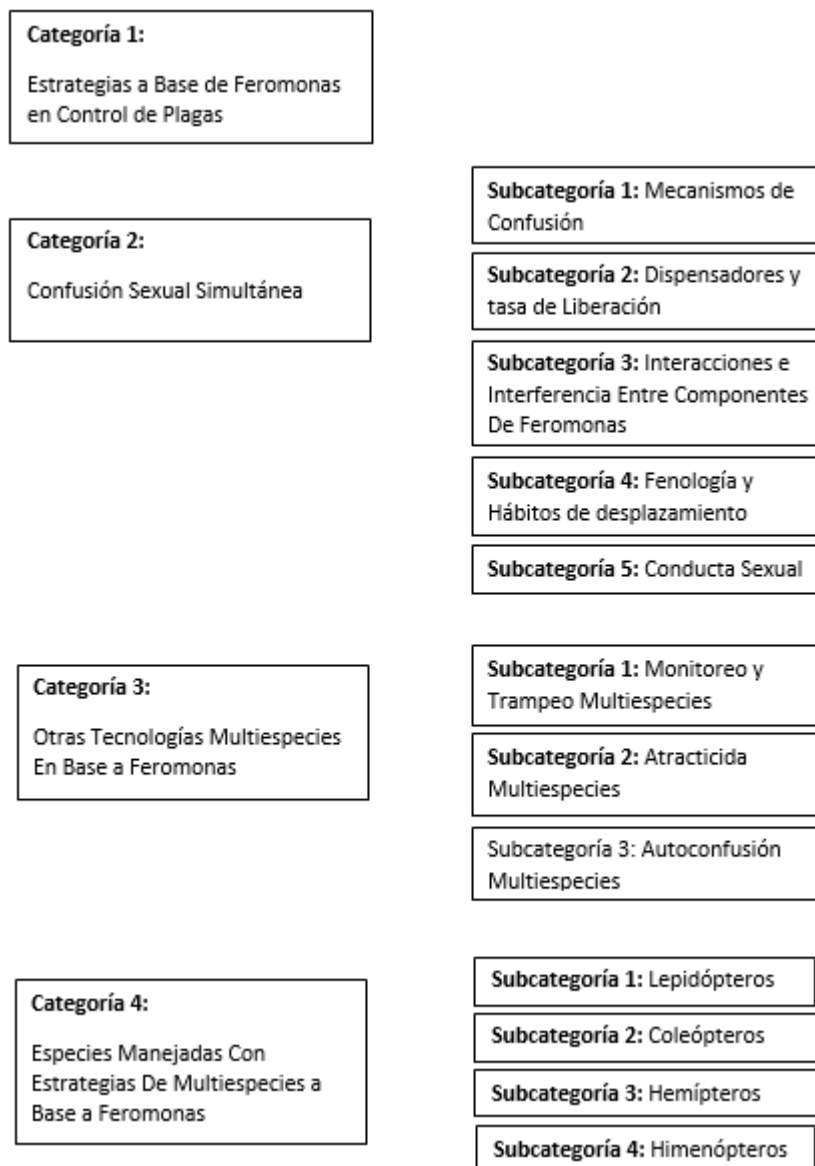 Categoría 1:
Estrategias a Base de Feromonas
en Control de Plagas
Categoría 2:
Confusión Sexual Simultánea
Subcategoría 1: Mecanismos de
Confusión
Subcategoría 2: Dispensadores y
tasa de Liberación
Subcategoría 3: Interacciones e
Interferencia Entre Componentes
De Feromonas
Subcategoría 4: Fenología y
Hábitos de desplazamiento
Subcategoría 5: Conducta Sexual
Categoría 3:
Otras Tecnologías Multiespecies
En Base a Feromonas
Subcategoría 1: Monitoreo y
Trampeo Multiespecies
Subcategoría 2: Atracticida
Multiespecies
Subcategoría 3: Autoconfusión
Multiespecies
Categoría 4:
Especies Manejadas Con
Estrategias De Multiespecies a
Base a Feromonas
Subcategoría 1: Lepidópteros
Subcategoría 2: Coleópteros
Subcategoría 3: Hemípteros
Subcategoría 4: Himenópteros